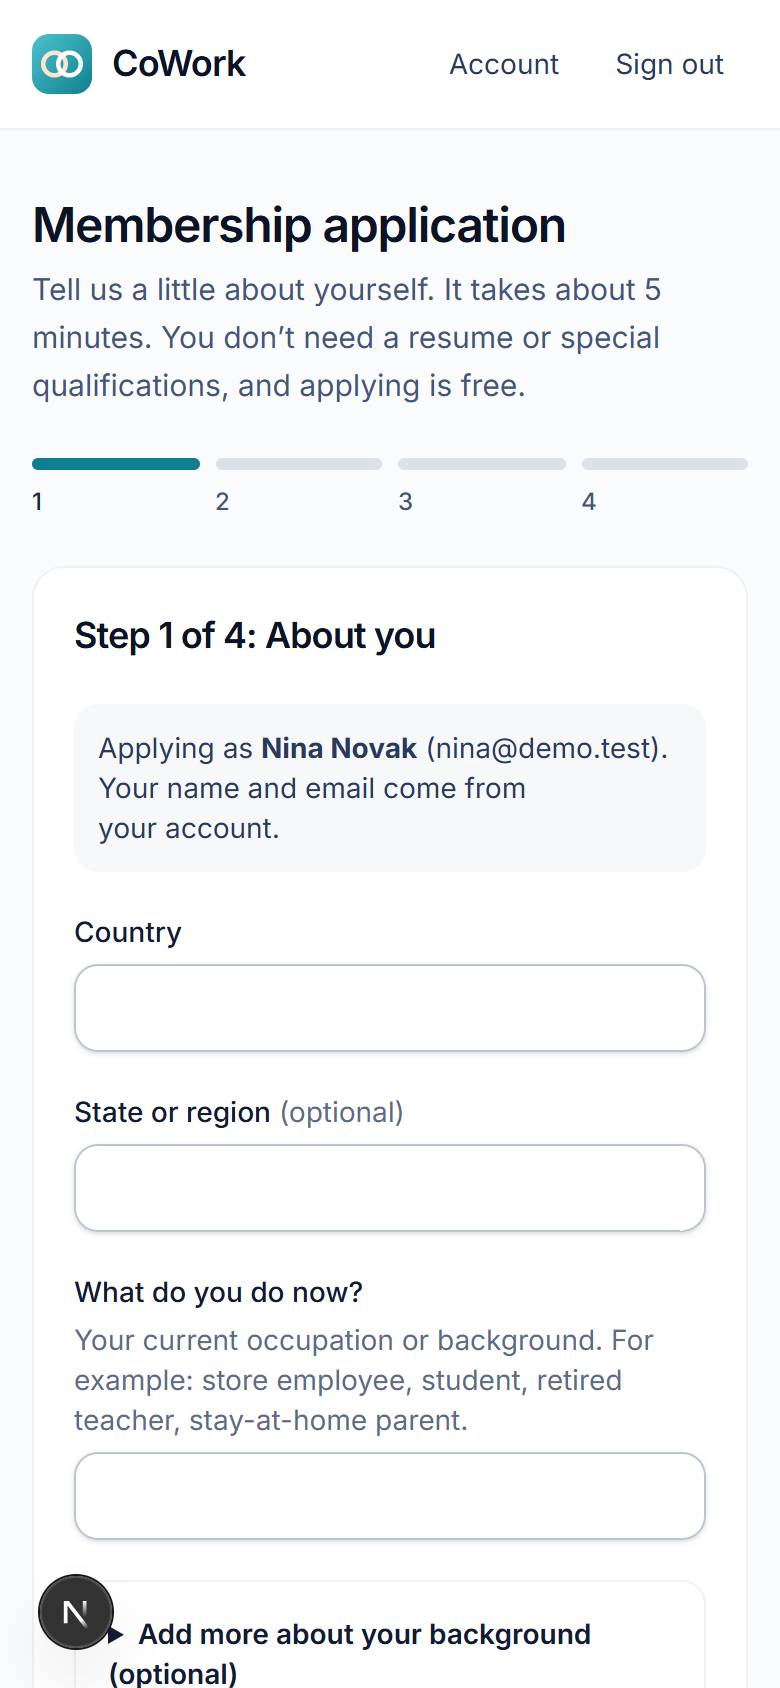 CoWork
Account
Sign out
Membership application
Tell us a little about yourself. It takes about 5
minutes. You don’t need a resume or special
qualifications, and applying is free.
1
2
3
4
Step 1 of 4: About you
Applying as Nina Novak (nina@demo.test).
Your name and email come from
your account.
Country
State or region (optional)
What do you do now?
Your current occupation or background. For
example: store employee, student, retired
teacher, stay-at-home parent.
N
Add more about your background
(optional)